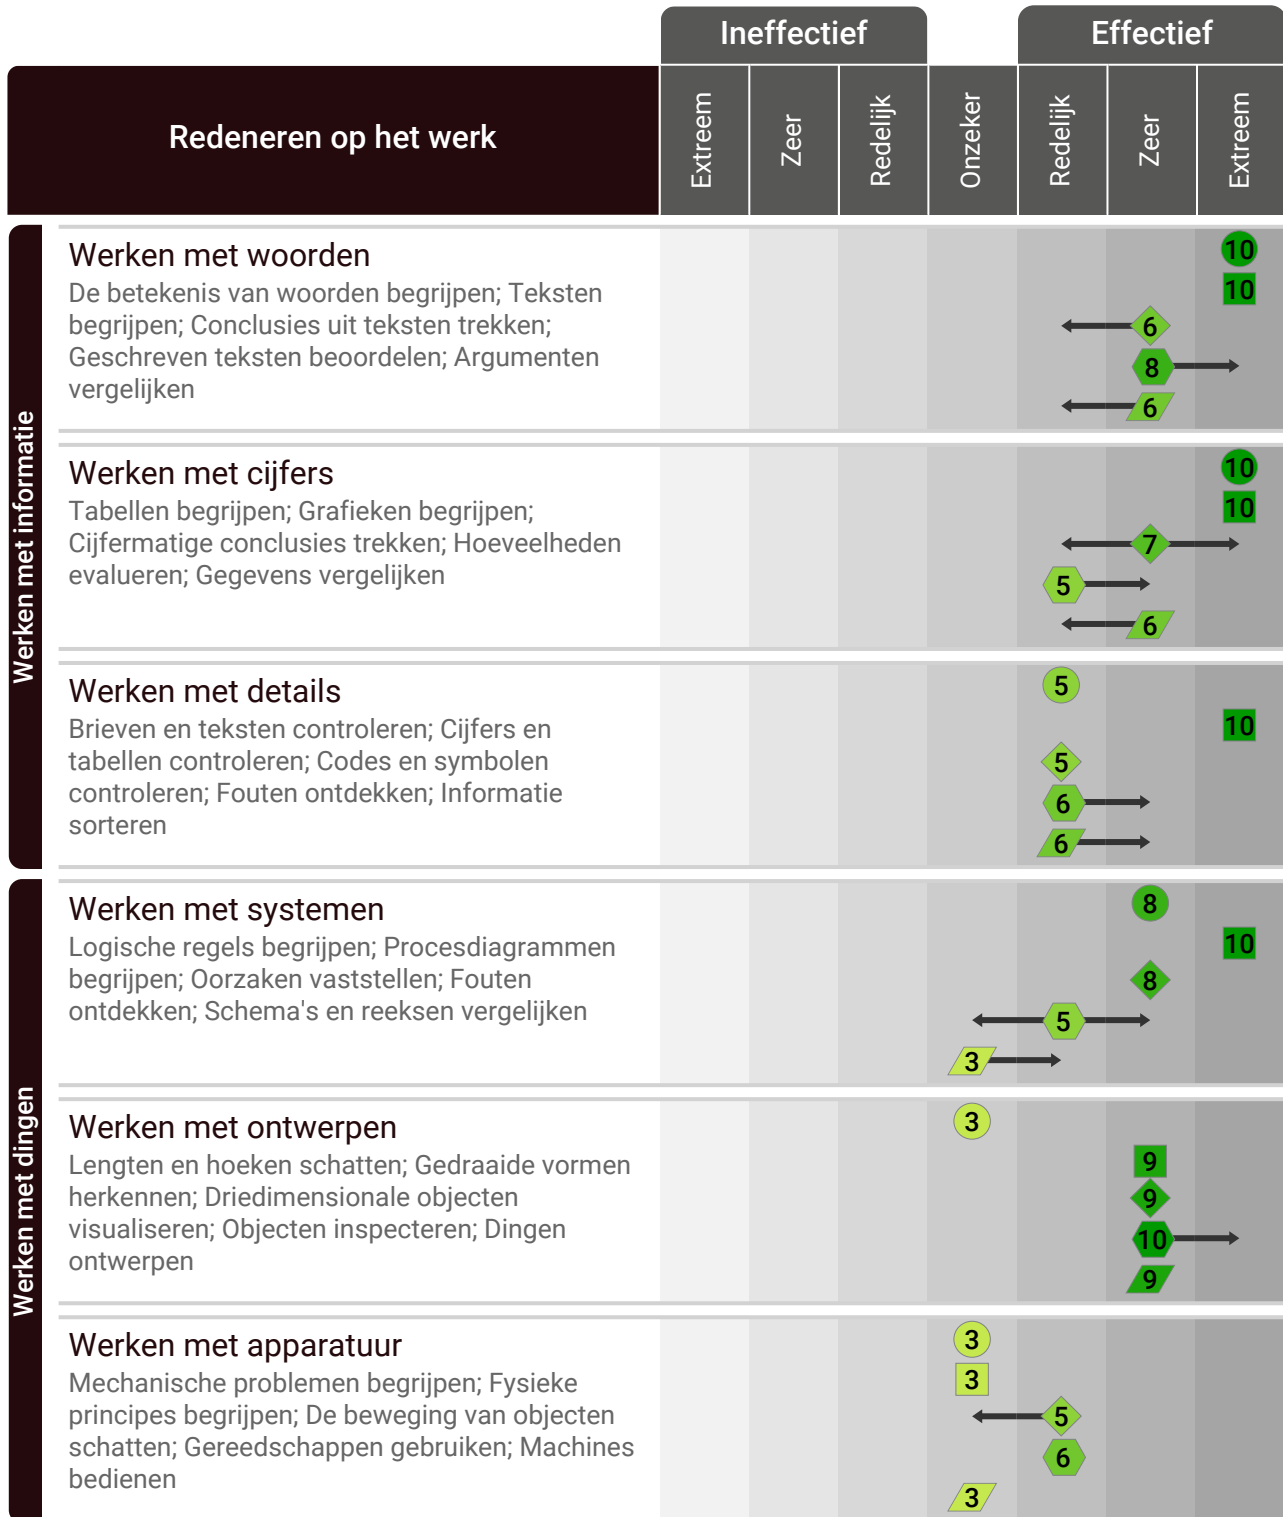 Ineffectief
Effectief
Redeneren op het werk
Extreem
Zeer
Redelijk
Onzeker
Redelijk
Zeer
Extreem
Werken met informatie
Werken met woorden
De betekenis van woorden begrijpen; Teksten
begrijpen; Conclusies uit teksten trekken;
Geschreven teksten beoordelen; Argumenten
vergelijken
10
10
6
8
6
Werken met cijfers
Tabellen begrijpen; Grafieken begrijpen;
Cijfermatige conclusies trekken; Hoeveelheden
evalueren; Gegevens vergelijken
10
10
7
5
6
Werken met details
Brieven en teksten controleren; Cijfers en
tabellen controleren; Codes en symbolen
controleren; Fouten ontdekken; Informatie
sorteren
5
10
5
6
6
Werken met dingen
Werken met systemen
Logische regels begrijpen; Procesdiagrammen
begrijpen; Oorzaken vaststellen; Fouten
ontdekken; Schema's en reeksen vergelijken
8
10
8
5
3
Werken met ontwerpen
Lengten en hoeken schatten; Gedraaide vormen
herkennen; Driedimensionale objecten
visualiseren; Objecten inspecteren; Dingen
ontwerpen
3
9
9
10
9
Werken met apparatuur
Mechanische problemen begrijpen; Fysieke
principes begrijpen; De beweging van objecten
schatten; Gereedschappen gebruiken; Machines
bedienen
3
3
5
6
3